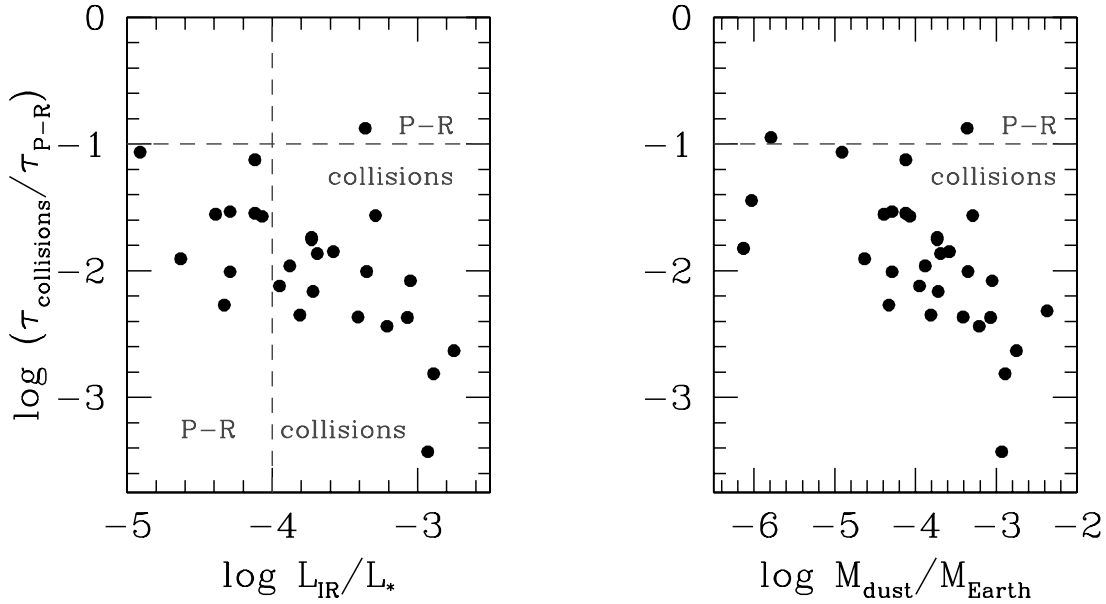 0
−1
−2
−3
log (τcollisions/τP−R)
P−R
collisions
P−R
collisions
−5
−4
−3
log LIR/L*
0
−1
−2
−3
P−R
collisions
−6
−5
−4
−3
−2
log Mdust/MEarth